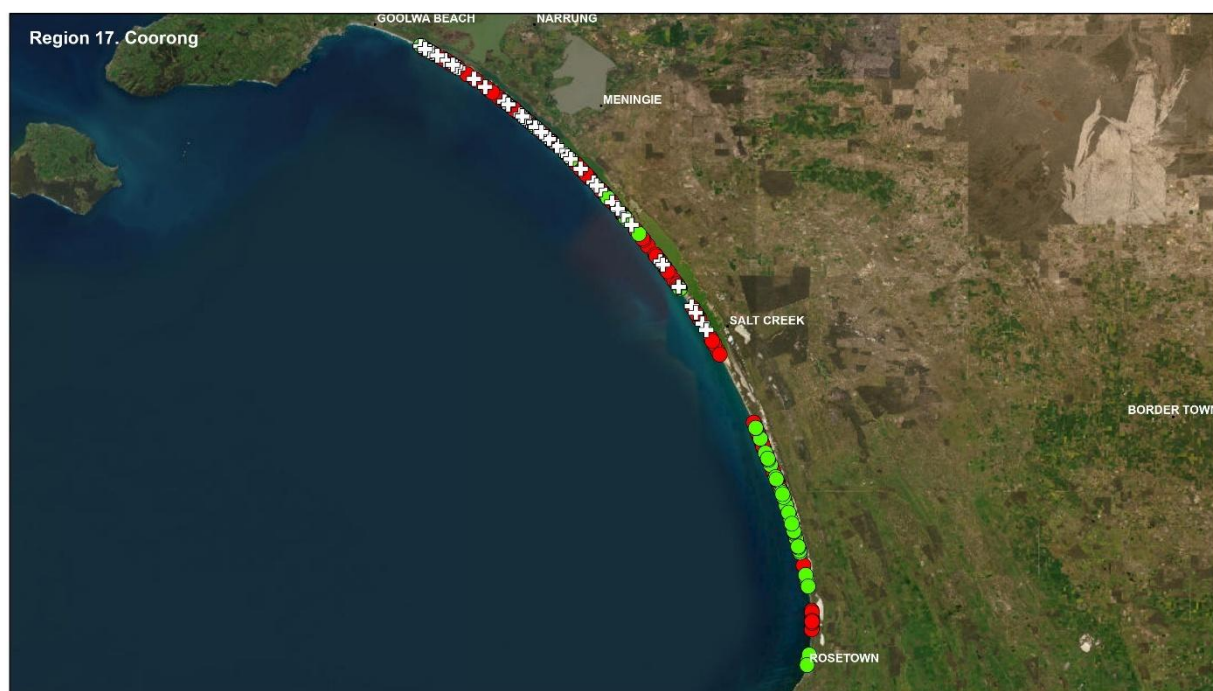 GOOLWA BEACH
NARRUNG
Region 17. Coorong
MENINGIE
SALT CREEK
BORDER TOWN
ROSETOWN